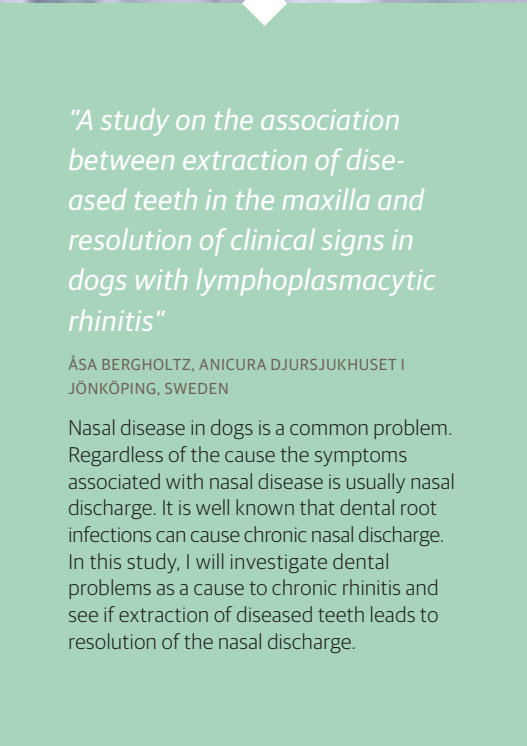 "A study on the association
between extraction of dise-
ased teeth in the maxilla and
resolution of clinical signs in
dogs with lymphoplasmacytic
rhinitis"
ÅSA BERGHOLTZ, ANICURA DJURSJUKHUSET I
JÖNKÖPING, SWEDEN
Nasal disease in dogs is a common problem.
Regardless of the cause the symptoms
associated with nasal disease is usually nasal
discharge. It is well known that dental root
infections can cause chronic nasal discharge.
In this study, I will investigate dental
problems as a cause to chronic rhinitis and
see if extraction of diseased teeth leads to
resolution of the nasal discharge.